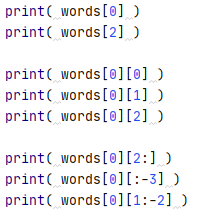 print( words[0] )
print( words[2] )

print( words[0][0] )
print( words[0][1] )
print( words[0][2] )

print( words[0][2:] )
print( words[0][:-3] )
print( words[0][1:-2] )